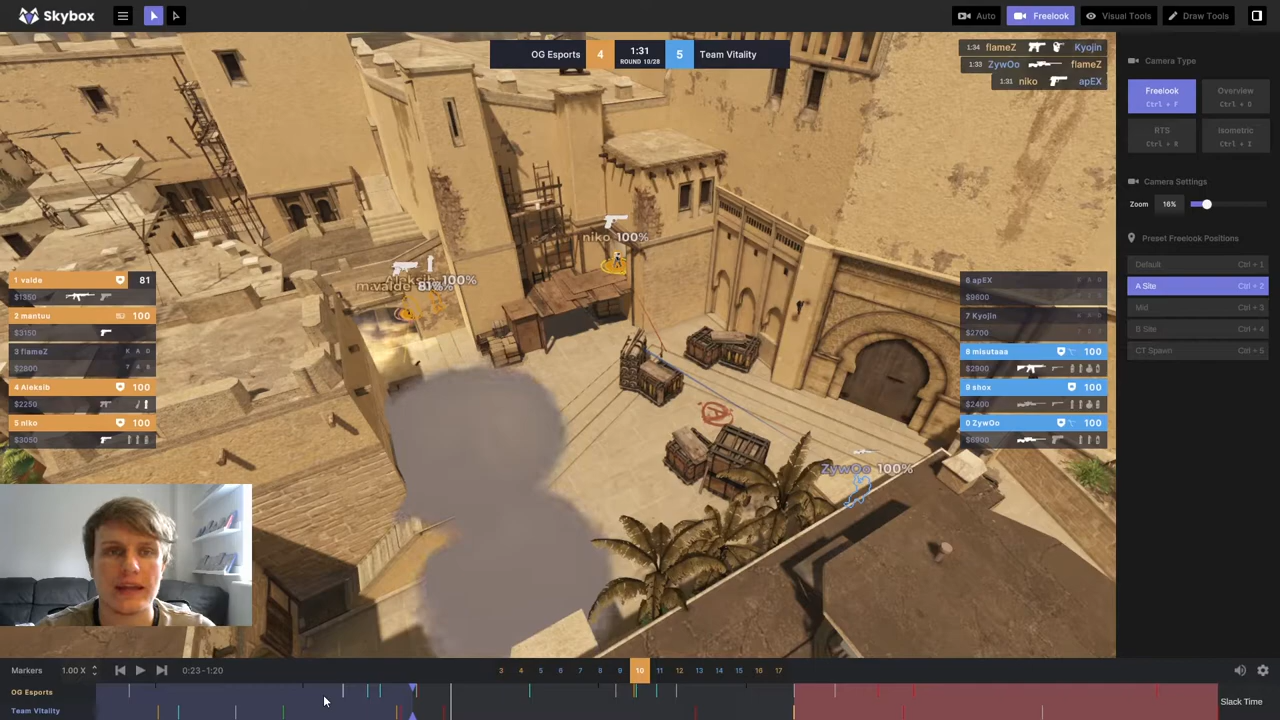 Skybox
Auto
Freelook
Visual Tools
Draw Tools
OG Esports 4 1:31 5 Team Vitality
ROUND 10/28
1:34 flameZ Kyojin
1:33 ZywOo flameZ
1:31 niko apEX
Camera Type
Freelook
Ctrl + F
Overview
RTS
Ctrl + R
Isometric
Ctrl + I
Camera Settings
Zoom 16%
Preset Freelook Positions
Default Ctrl + 1
A Site Ctrl + 2
Mid Ctrl + 3
B Site Ctrl + 4
CT Spawn Ctrl + 5
niko 100%
Aleksib 100%
ZywOo 100%
A
1 valde 81
$1350
2 mantuu 100
$3150
3 flameZ K A D
$2800
4 Aleksib 100
$2250
5 niko 100
$3050
6 apEX K A D
$9600
7 Kyojin K A D
$2700
8 misutaaa 100
$2900
9 shox 100
$2400
0 ZywOo 100
$6900
Markers 1.00 X 0:23-1:20 3 4 5 6 7 8 9 10 11 12 13 14 15 16 17
OG Esports
Team Vitality
Slack Time